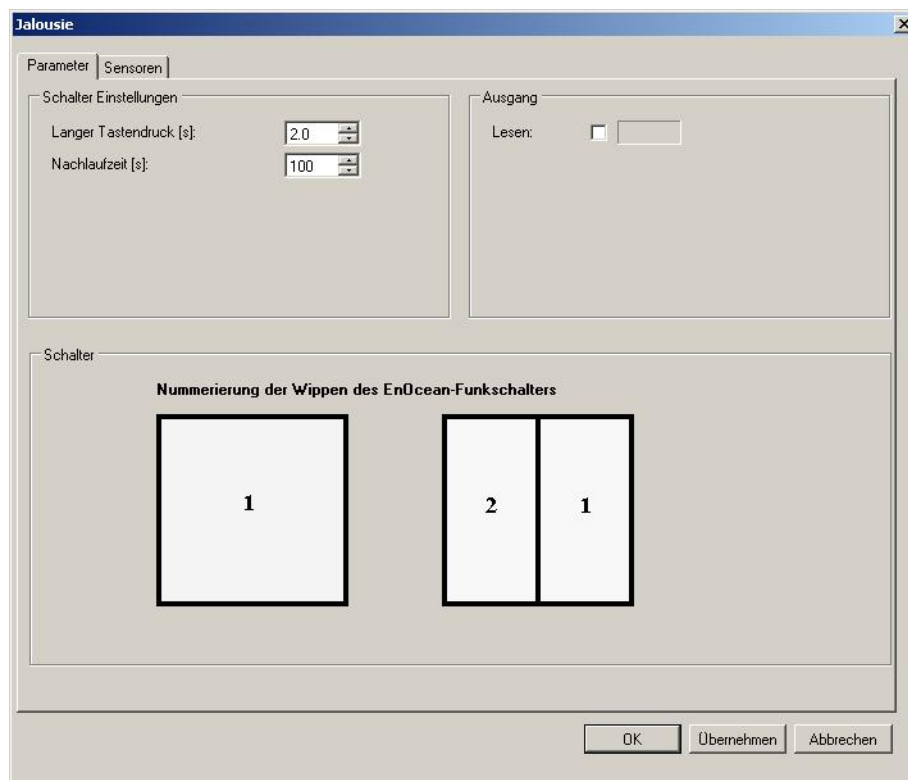 Jalousie
Parameter Sensoren
Schalter Einstellungen
Langer Tastendruck [s]: 2.0
Nachlaufzeit [s]: 100
Ausgang
Lesen:
Schalter
Nummerierung der Wippen des EnOcean-Funkschalters
1
2 1
OK Übernehmen Abbrechen